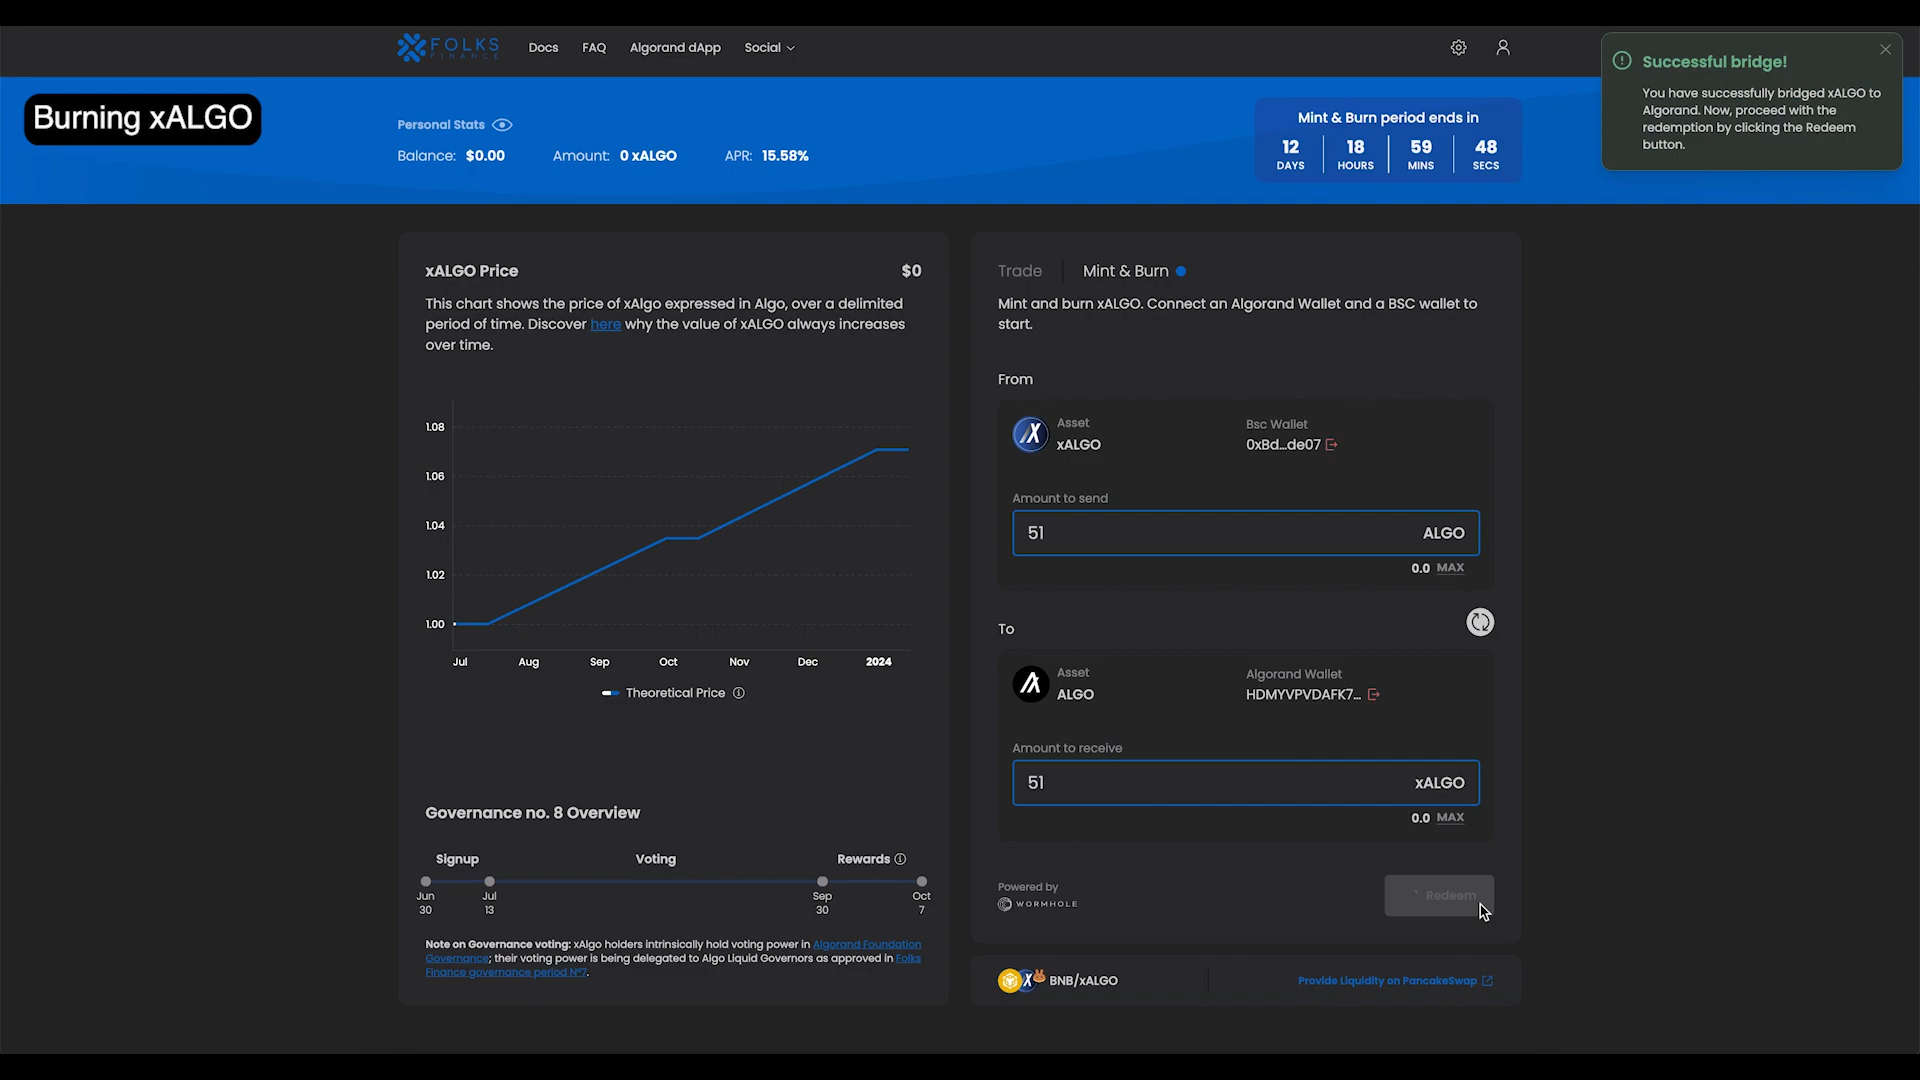 FOLKS
FINANCE
Docs
FAQ
Algorand dApp
Social
Successful bridge!
You have successfully bridged xALGO to
Algorand. Now, proceed with the
redemption by clicking the Redeem
button.
Burning xALGO
Personal Stats
Balance: $0.00
Amount: 0 xALGO
APR: 15.58%
Mint & Burn period ends in
12
DAYS
18
HOURS
59
MINS
48
SECS
xALGO Price
$0
This chart shows the price of xAlgo expressed in Algo, over a delimited
period of time. Discover here why the value of xALGO always increases
over time.
1.08
1.06
1.04
1.02
1.00
Jul
Aug
Sep
Oct
Nov
Dec
2024
Theoretical Price
Governance no. 8 Overview
Signup
Voting
Rewards
Jun
30
Jul
13
Sep
30
Oct
7
Note on Governance voting: xAlgo holders intrinsically hold voting power in Algorand Foundation
Governance; their voting power is being delegated to Algo Liquid Governors as approved in Folks
Finance governance period N°7.
Trade
Mint & Burn
Mint and burn xALGO. Connect an Algorand Wallet and a BSC wallet to
start.
From
Asset
xALGO
Bsc Wallet
0xBd...de07
Amount to send
51
ALGO
0.0 MAX
To
Asset
ALGO
Algorand Wallet
HDMYVPVDAFK7...
Amount to receive
51
xALGO
0.0 MAX
Powered by
WORMHOLE
Redeem
BNB/xALGO
Provide Liquidity on PancakeSwap